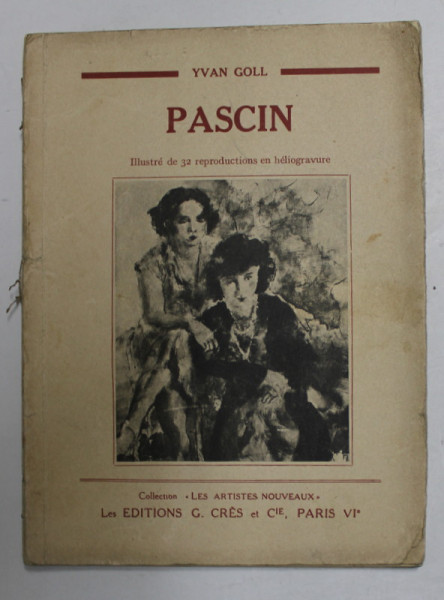 YVAN GOLL
PASCIN
Illustré de 32 reproductions en héliogravure
Collection « LES ARTISTES NOUVEAUX »
Les EDITIONS G. CRÈS et CIE, PARIS VIe